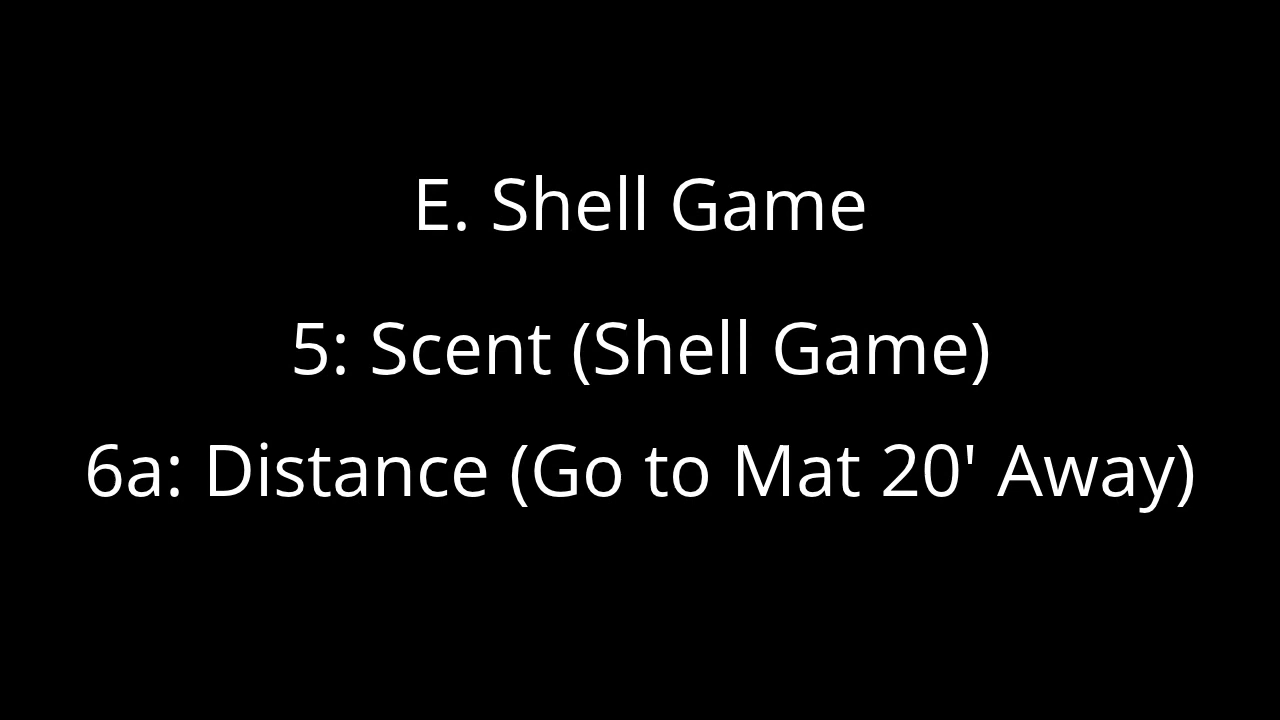 E. Shell Game
5: Scent (Shell Game)
6a: Distance (Go to Mat 20' Away)